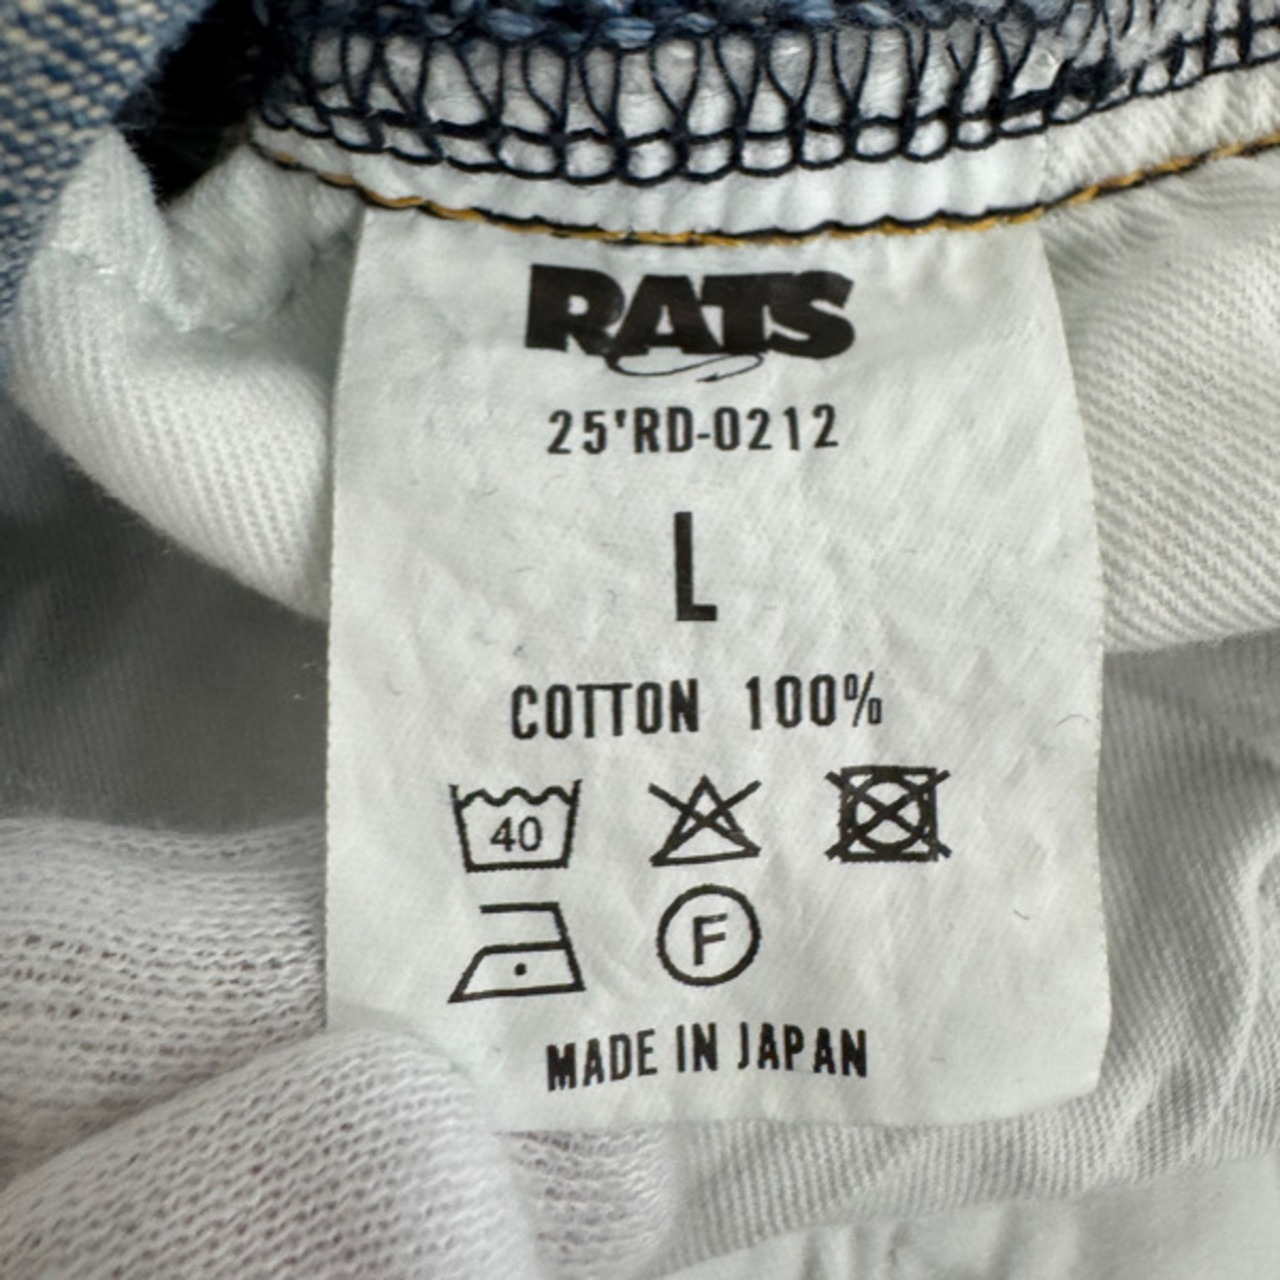 RATS
25'RD-0212
L
COTTON 100%
40
F
MADE IN JAPAN